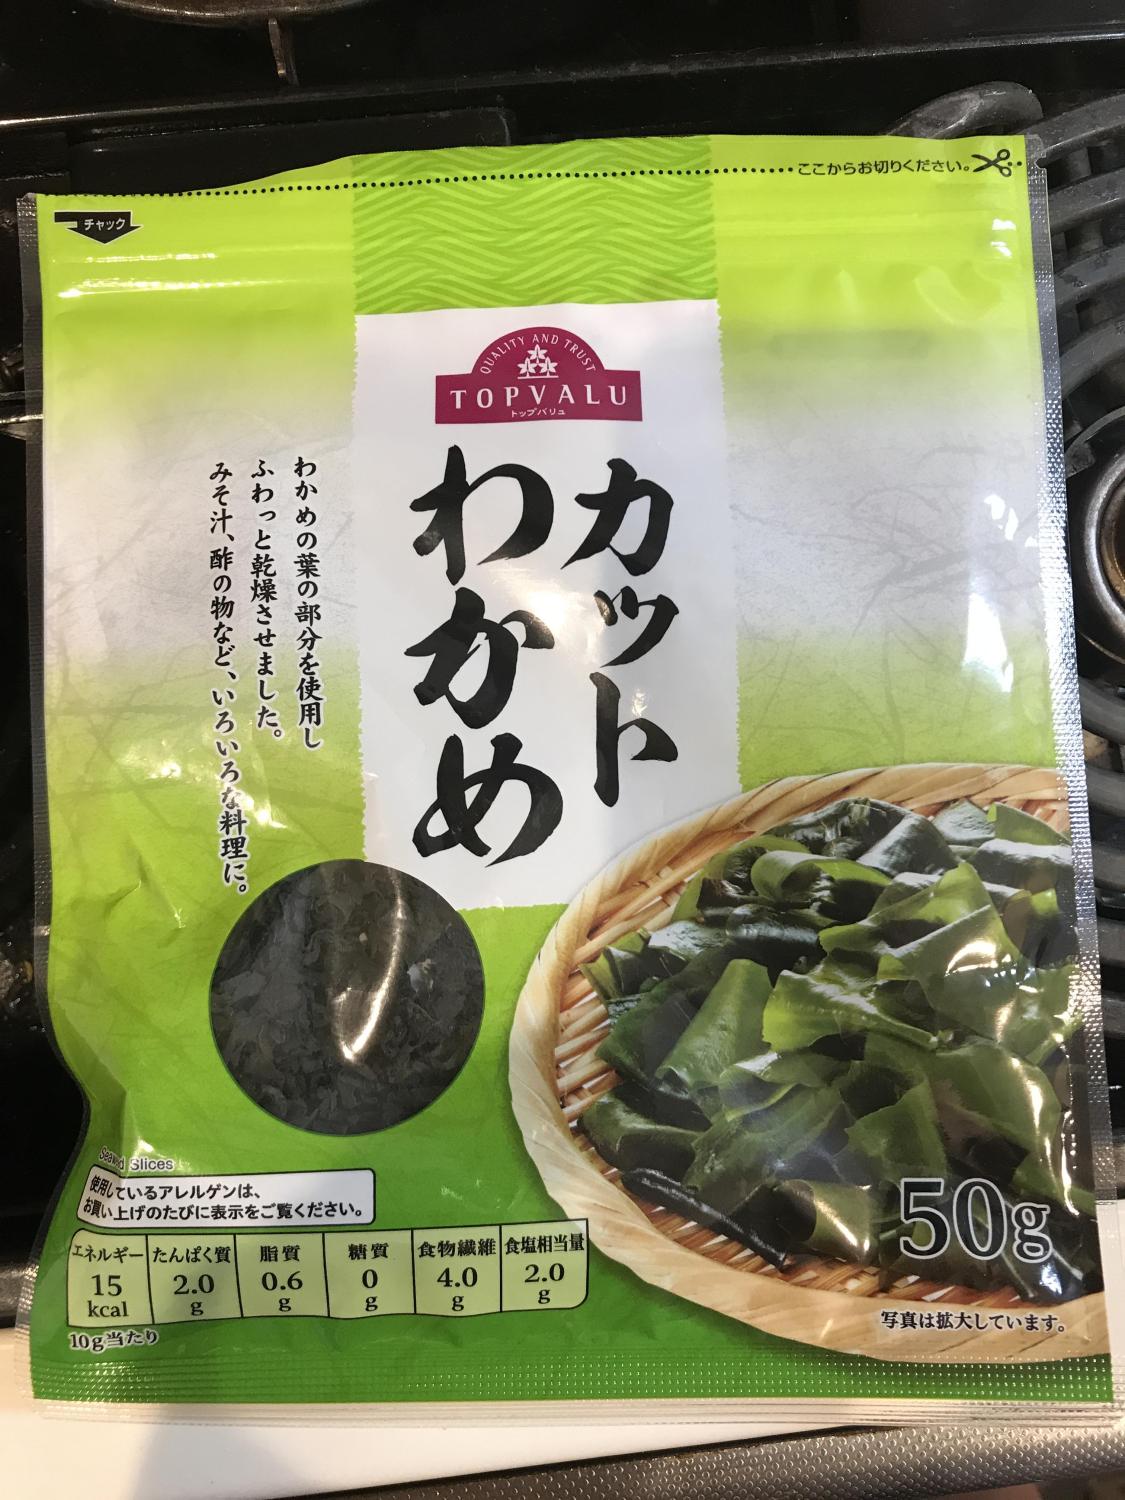 ここからお切りください。
チャック
QUALITY AND TRUST
TOPVALU
トップバリュ
カット
わかめ
わかめの葉の部分を使用し
ふわっと乾燥させました。
みそ汁、酢の物など、いろいろな料理に。
Slices
使用しているアレルゲンは、
お買い上げのたびに表示をご覧ください。
エネルギー たんぱく質 脂質 糖質 食物繊維 食塩相当量
15 2.0 0.6 0 4.0 2.0
kcal g g g g g
10g当たり
50g
写真は拡大しています。